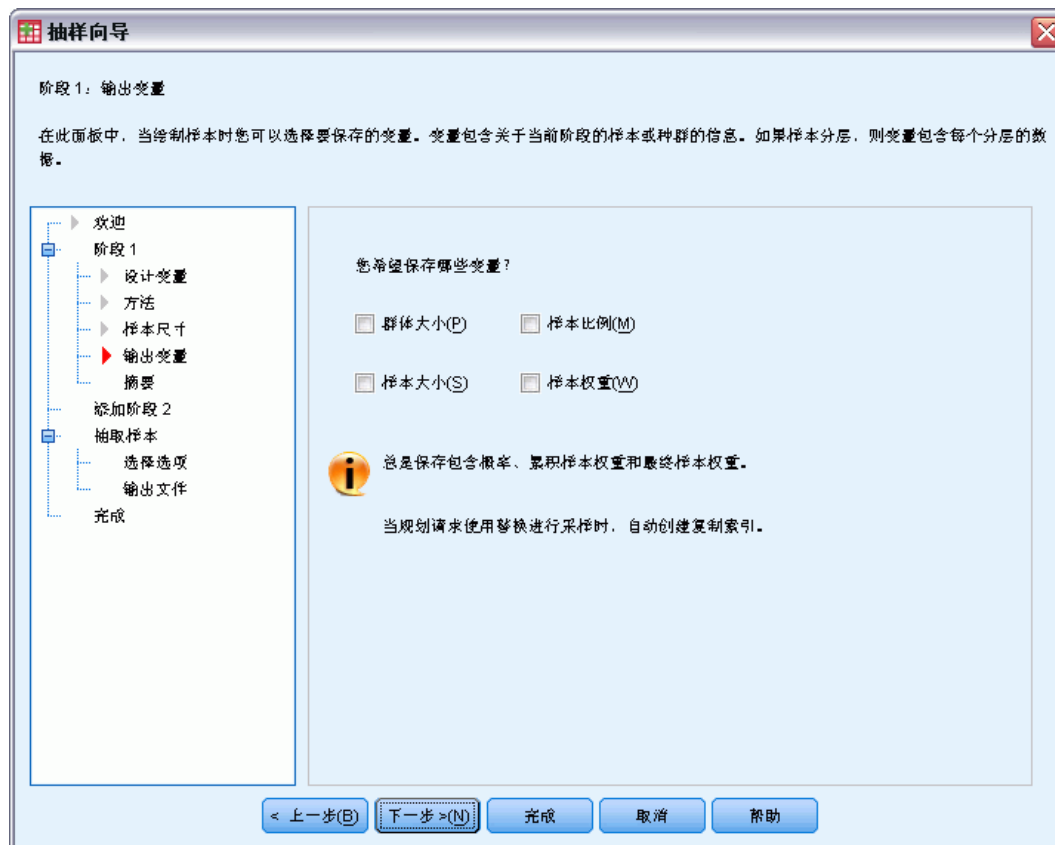 抽样向导
阶段 1：输出变量
在此面板中，当绘制样本时您可以选择要保存的变量。变量包含关于当前阶段的样本或种群的信息。如果样本分层，则变量包含每个分层的数
据。
欢迎
阶段 1
设计变量
方法
样本尺寸
输出变量
摘要
添加阶段 2
抽取样本
选择选项
输出文件
完成
您希望保存哪些变量？
群体大小(P)
样本比例(M)
样本大小(S)
样本权重(W)
总是保存包含概率、累积样本权重和最终样本权重。
当规划请求使用替换进行采样时，自动创建复制索引。
< 上一步(B)
下一步 >(N)
完成
取消
帮助